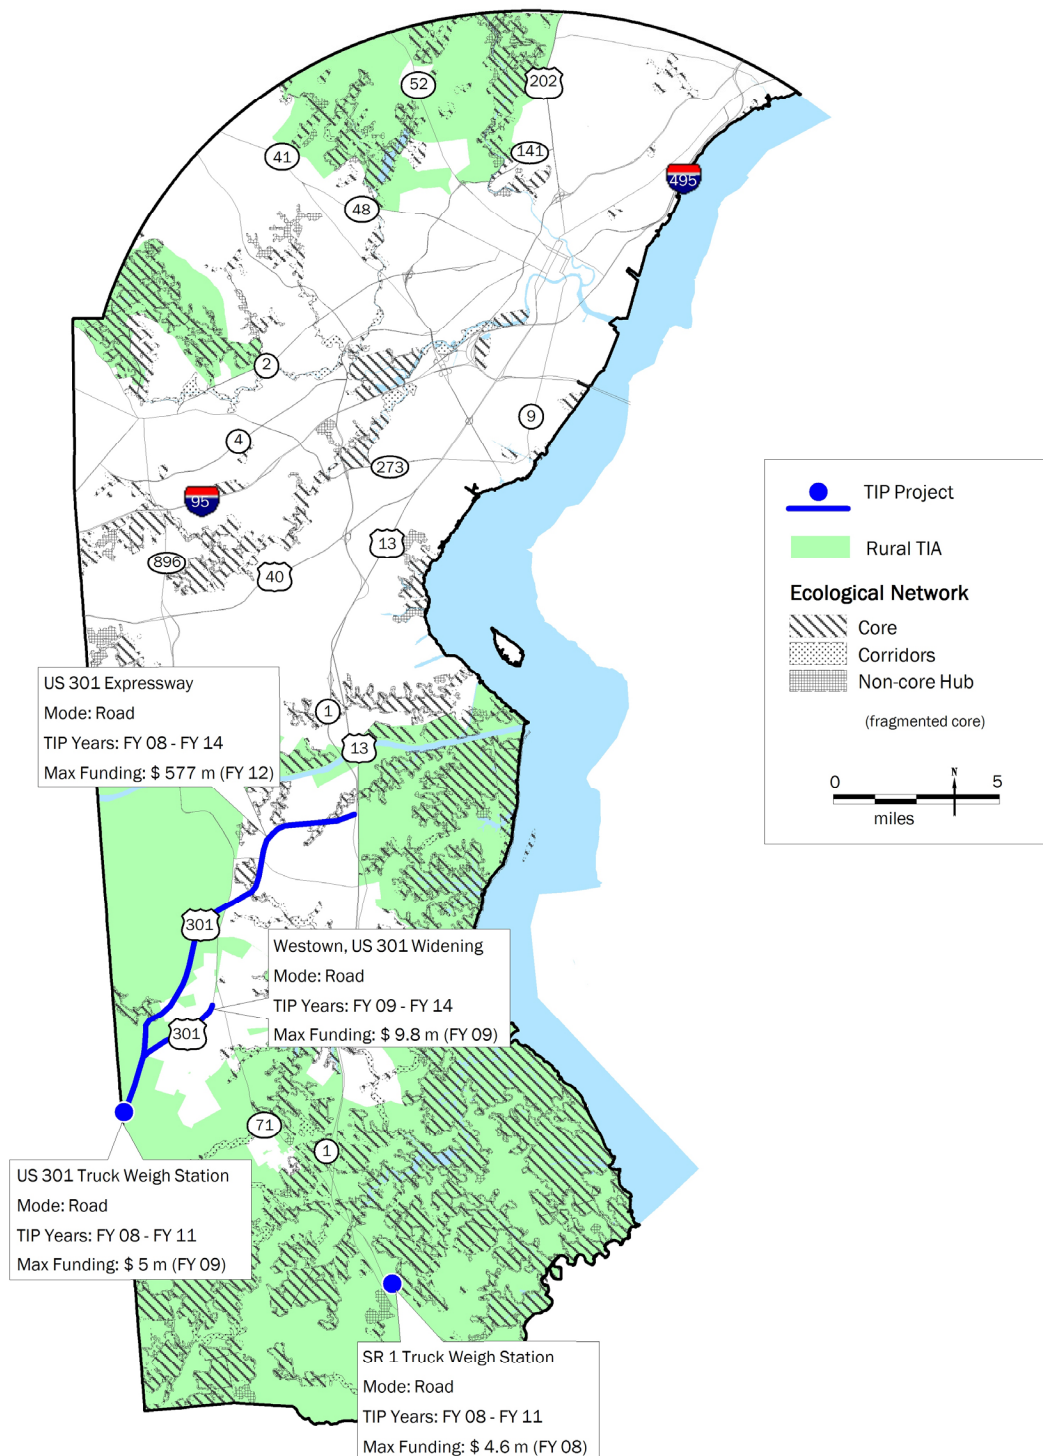 52
202
41
141
495
48
2
9
4
273
95
13
896
40
TIP Project
Rural TIA
Ecological Network
Core
Corridors
Non-core Hub
(fragmented core)
0 N 5
miles
US 301 Expressway
Mode: Road
TIP Years: FY 08 - FY 14
Max Funding: $ 577 m (FY 12)
1
13
301
Westown, US 301 Widening
Mode: Road
TIP Years: FY 09 - FY 14
Max Funding: $ 9.8 m (FY 09)
301
71
1
US 301 Truck Weigh Station
Mode: Road
TIP Years: FY 08 - FY 11
Max Funding: $ 5 m (FY 09)
SR 1 Truck Weigh Station
Mode: Road
TIP Years: FY 08 - FY 11
Max Funding: $ 4.6 m (FY 08)